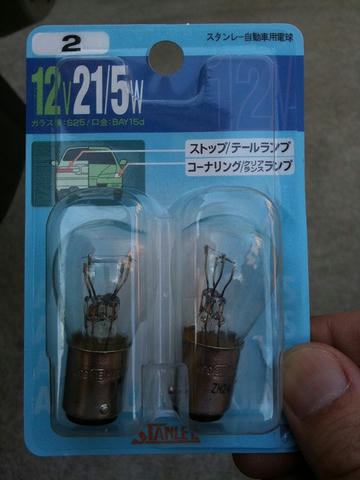 2
スタンレー自動車用電球
12V21/5W
12V
ガラス球:S25/口金:BAY15d
ストップ/テールランプ
コーナリング/クリアランスランプ
STANLEY